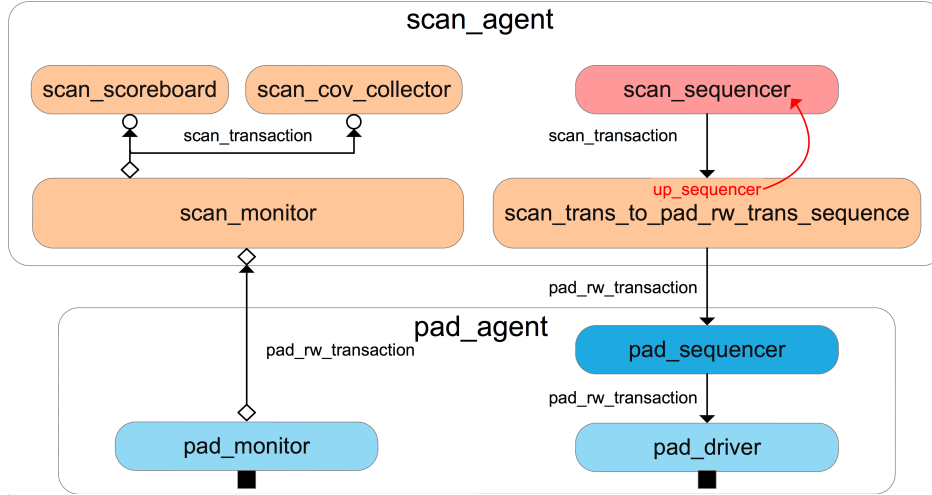 scan_agent
scan_scoreboard
scan_cov_collector
scan_sequencer
scan_transaction
scan_transaction
up_sequencer
scan_monitor
scan_trans_to_pad_rw_trans_sequence
pad_rw_transaction
pad_agent
pad_rw_transaction
pad_sequencer
pad_rw_transaction
pad_monitor
pad_driver